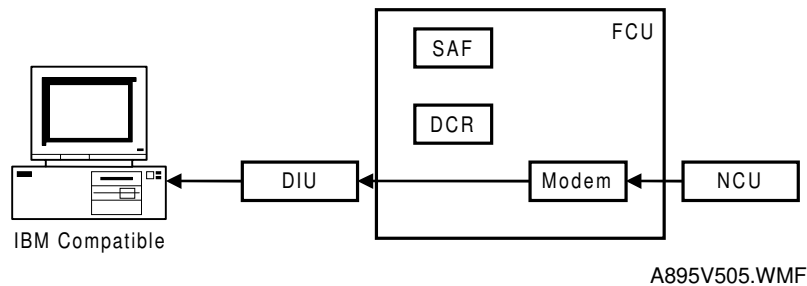 FCU
SAF
DCR
DIU
Modem
NCU
IBM Compatible
A895V505.WMF